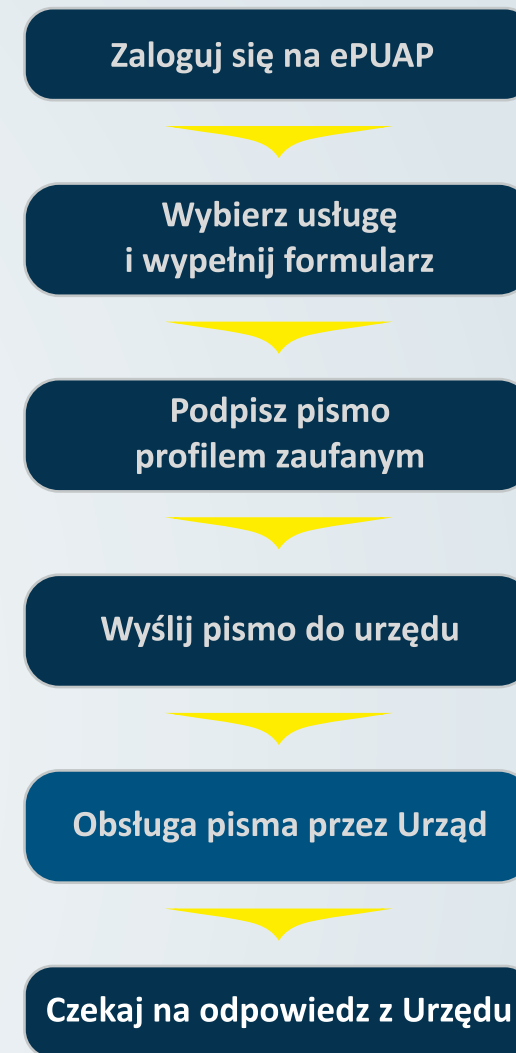 Zaloguj się na ePUAP
Wybierz usługę
i wypełnij formularz
Podpisz pismo
profilem zaufanym
Wyślij pismo do urzędu
Obsługa pisma przez Urząd
Czekaj na odpowiedz z Urzędu